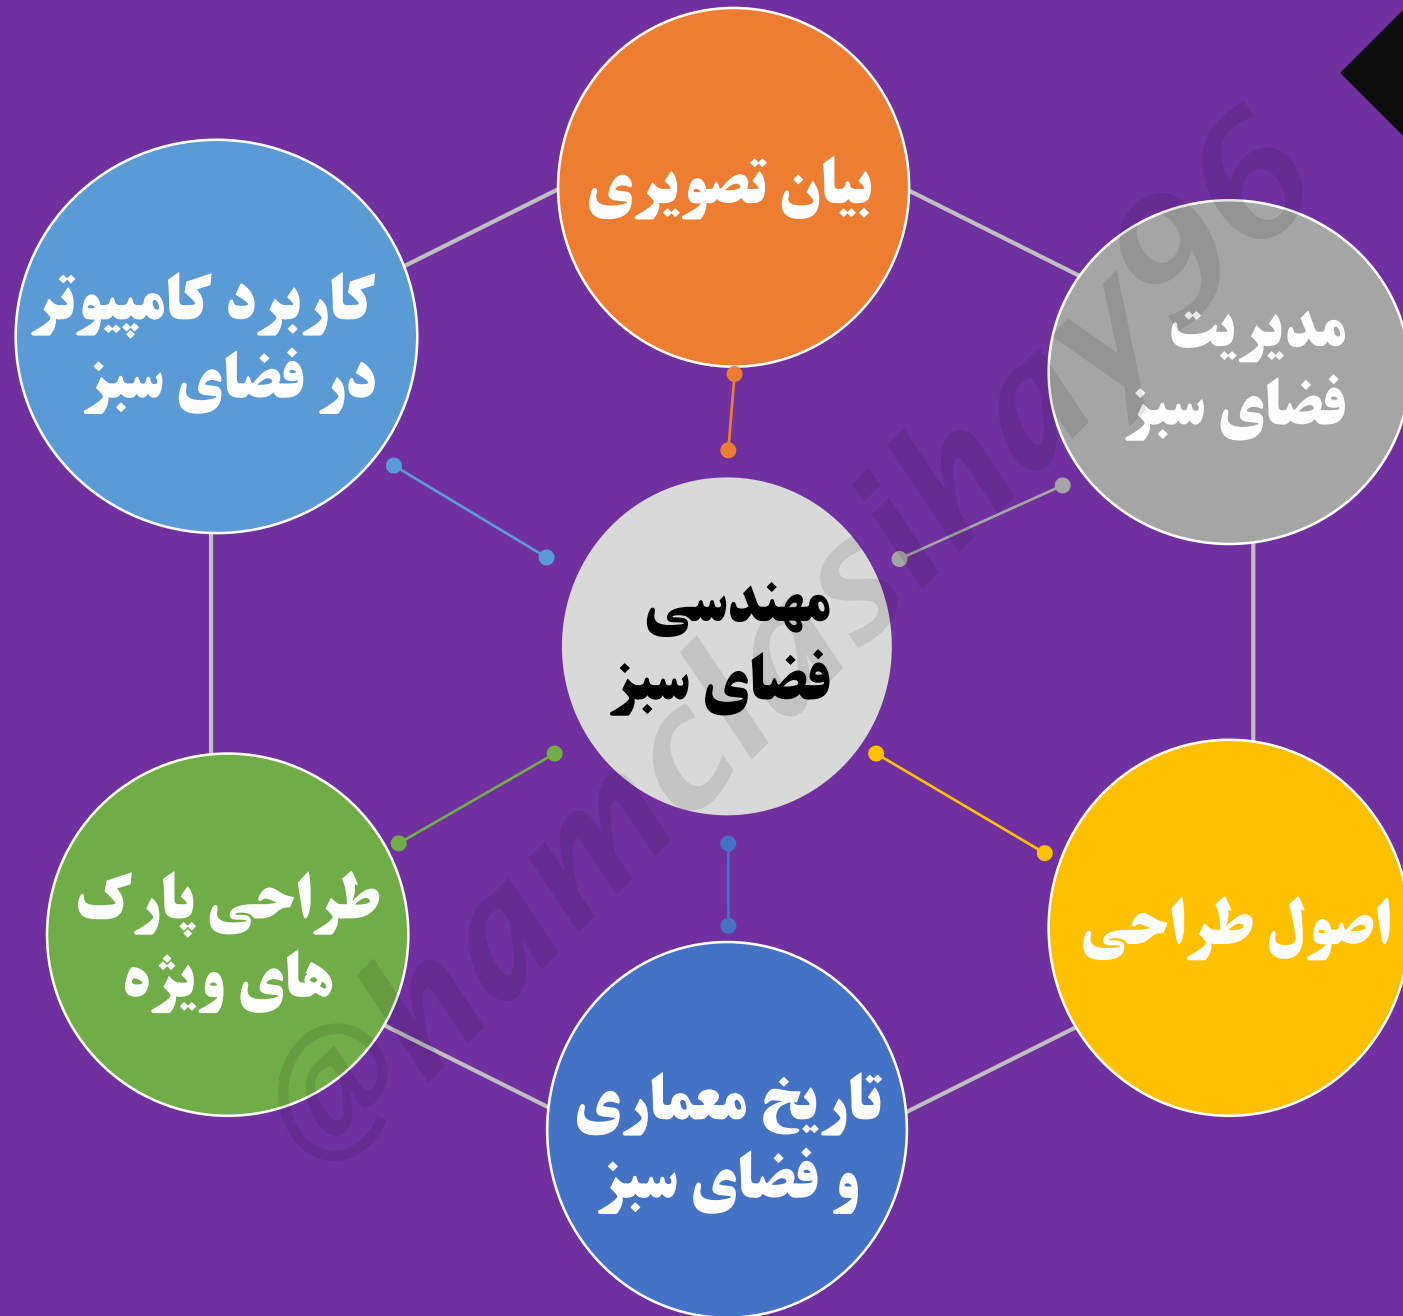 بیان تصویری
مدیریت
فضای سبز
کاربرد کامپیوتر
در فضای سبز
مهندسی
فضای سبز
اصول طراحی
طراحی پارک
های ویژه
تاریخ معماری
و فضای سبز
@hamclasihay96